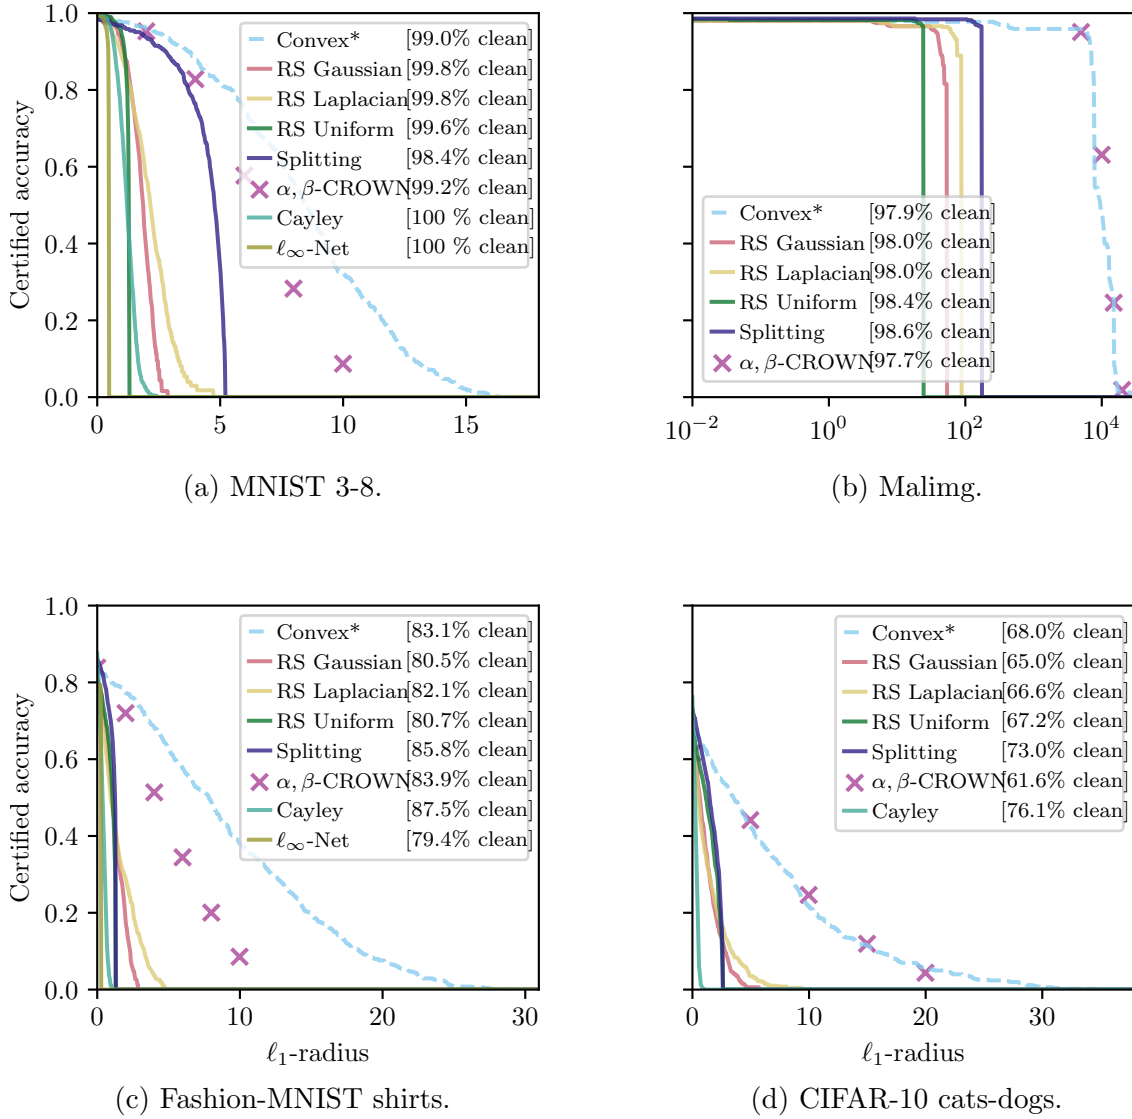 Certified accuracy
1.0
0.8
0.6
0.4
0.2
0.0
0 5 10 15
Convex* [99.0% clean]
RS Gaussian [99.8% clean]
RS Laplacian [99.8% clean]
RS Uniform [99.6% clean]
Splitting [98.4% clean]
α, β-CROWN [99.2% clean]
Cayley [100 % clean]
ℓ∞-Net [100 % clean]
(a) MNIST 3-8.
10⁻² 10⁰ 10² 10⁴
Convex* [97.9% clean]
RS Gaussian [98.0% clean]
RS Laplacian [98.0% clean]
RS Uniform [98.4% clean]
Splitting [98.6% clean]
α, β-CROWN [97.7% clean]
(b) Malimg.
Certified accuracy
1.0
0.8
0.6
0.4
0.2
0.0
0 10 20 30
ℓ₁-radius
Convex* [83.1% clean]
RS Gaussian [80.5% clean]
RS Laplacian [82.1% clean]
RS Uniform [80.7% clean]
Splitting [85.8% clean]
α, β-CROWN [83.9% clean]
Cayley [87.5% clean]
ℓ∞-Net [79.4% clean]
(c) Fashion-MNIST shirts.
0 10 20 30
ℓ₁-radius
Convex* [68.0% clean]
RS Gaussian [65.0% clean]
RS Laplacian [66.6% clean]
RS Uniform [67.2% clean]
Splitting [73.0% clean]
α, β-CROWN [61.6% clean]
Cayley [76.1% clean]
(d) CIFAR-10 cats-dogs.